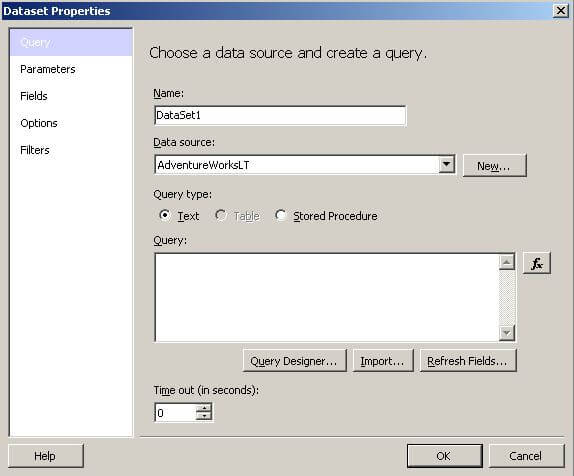 Dataset Properties
Query
Parameters
Fields
Options
Filters
Choose a data source and create a query.
Name:
DataSet1
Data source:
AdventureWorksLT
New...
Query type:
Text Table Stored Procedure
Query:
fx
Query Designer... Import... Refresh Fields...
Time out (in seconds):
0
Help OK Cancel